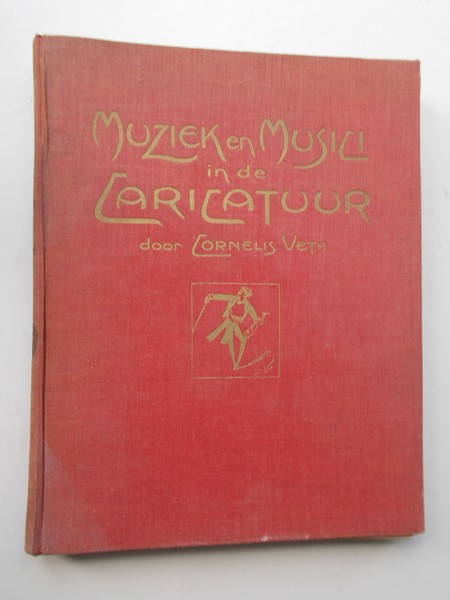 MUZIEK en MUSICI
in de
CARICATUUR
door CORNELIS VETH